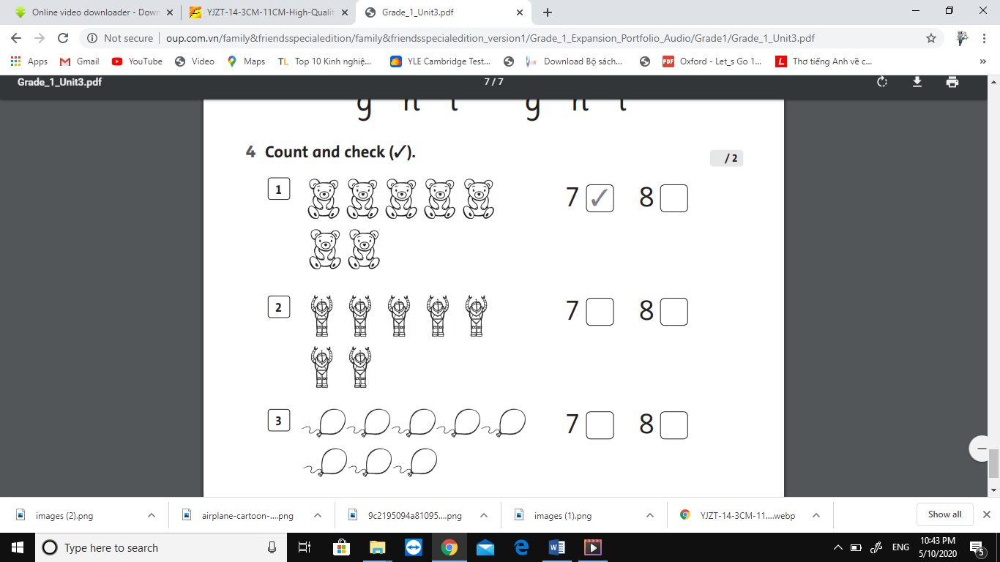 Online video downloader - Down
YJZT-14-3CM-11CM-High-Qualit
Grade_1_Unit3.pdf
Not secure | oup.com.vn/family&friendsspecialedition/family&friendsspecialedition_version1/Grade_1_Expansion_Portfolio_Audio/Grade1/Grade_1_Unit3.pdf
Apps Gmail YouTube Video Maps TL Top 10 Kinh nghiệ... YLE Cambridge Test... Download Bộ sách... PDF Oxford - Let_s Go 1... L Thơ tiếng Anh về c... »
Grade_1_Unit3.pdf 7 / 7
4 Count and check (✓). / 2
1 7 ✓ 8
2 7 8
3 7 8
images (2).png airplane-cartoon-....png 9c2195094a81095....png images (1).png YJZT-14-3CM-11....webp Show all
Type here to search ENG 10:43 PM
5/10/2020 5